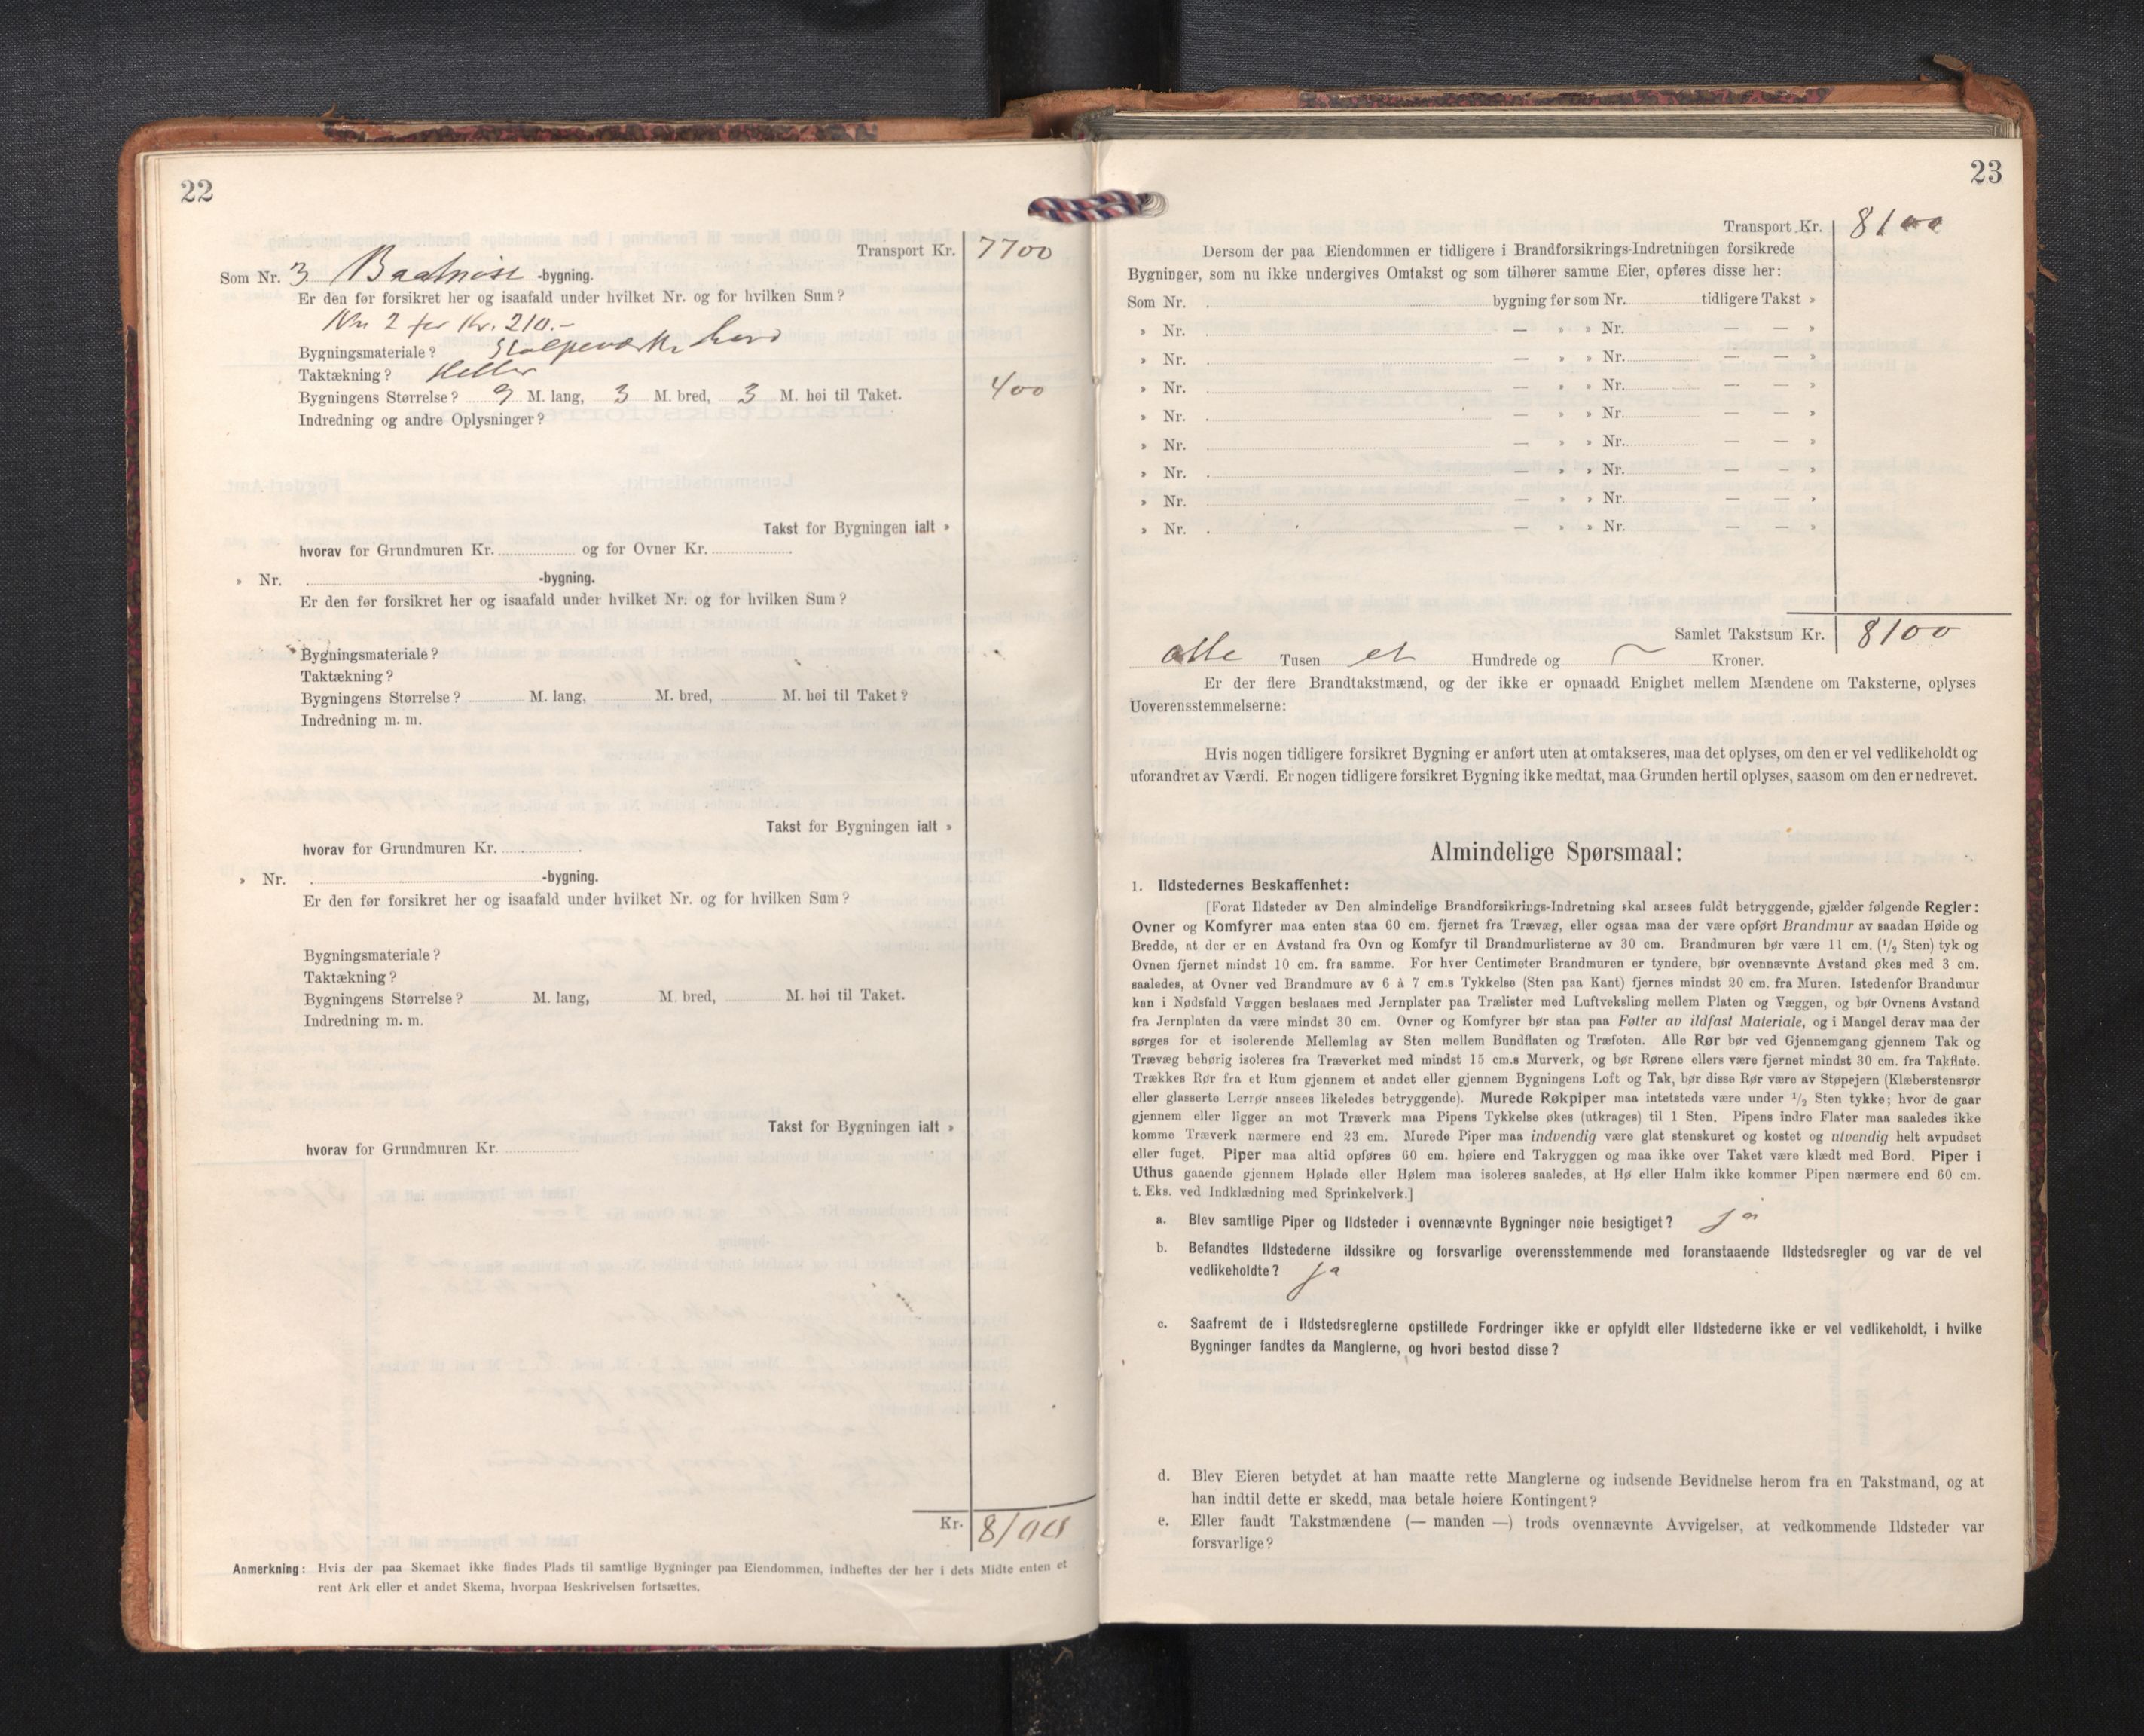 22
Transport Kr. 7700
Som Nr. 3 Baatnøst -bygning.
Er den før forsikret her og isaafald under hvilket Nr. og for hvilken Sum?
No 2 for Kr. 210.-
Bygningsmateriale? Stolpeværk bord
Taktækning? Heller
Bygningens Størrelse? 9 M. lang, 3 M. bred, 3 M. høi til Taket. 400
Indredning og andre Oplysninger?
Takst for Bygningen ialt »
hvorav for Grundmuren Kr. og for Ovner Kr.
» Nr. -bygning.
Er den før forsikret her og isaafald under hvilket Nr. og for hvilken Sum?
Bygningsmateriale?
Taktækning?
Bygningens Størrelse? M. lang, M. bred, M. høi til Taket?
Indredning m. m.
Takst for Bygningen ialt »
hvorav for Grundmuren Kr.
» Nr. -bygning.
Er den før forsikret her og isaafald under hvilket Nr. og for hvilken Sum?
Bygningsmateriale?
Taktækning?
Bygningens Størrelse? M. lang, M. bred, M. høi til Taket.
Indredning m. m.
Takst for Bygningen ialt »
hvorav for Grundmuren Kr.
Kr. 8100
Anmerkning: Hvis der paa Skemaet ikke findes Plads til samtlige Bygninger paa Eiendommen, indheftes der her i dets Midte enten et
rent Ark eller et andet Skema, hvorpaa Beskrivelsen fortsættes.
23
Transport Kr. 8100
Dersom der paa Eiendommen er tidligere i Brandforsikrings-Indretningen forsikrede
Bygninger, som nu ikke undergives Omtakst og som tilhører samme Eier, opføres disse her:
Som Nr. bygning før som Nr. tidligere Takst »
» Nr. — » » Nr. — — »
» Nr. — » » Nr. — — »
» Nr. — » » Nr. — — »
» Nr. — » » Nr. — — »
» Nr. — » » Nr. — — »
» Nr. — » » Nr. — — »
» Nr. — » » Nr. — — »
» Nr. — » » Nr. — — »
Samlet Takstsum Kr. 8100
otte Tusen et Hundrede og — Kroner.
Er der flere Brandtakstmænd, og der ikke er opnaadd Enighet mellem Mændene om Taksterne, oplyses
Uoverensstemmelserne:
Hvis nogen tidligere forsikret Bygning er anført uten at omtakseres, maa det oplyses, om den er vel vedlikeholdt og
uforandret av Værdi. Er nogen tidligere forsikret Bygning ikke medtat, maa Grunden hertil oplyses, saasom om den er nedrevet.
Almindelige Spørsmaal:
1. Ildstedernes Beskaffenhet:
[Forat Ildsteder av Den almindelige Brandforsikrings-Indretning skal ansees fuldt betryggende, gjælder følgende Regler:
Ovner og Komfyrer maa enten staa 60 cm. fjernet fra Trævæg, eller ogsaa maa der være opført Brandmur av saadan Høide og
Bredde, at der er en Avstand fra Ovn og Komfyr til Brandmurlisterne av 30 cm. Brandmuren bør være 11 cm. (1/2 Sten) tyk og
Ovnen fjernet mindst 10 cm. fra samme. For hver Centimeter Brandmuren er tyndere, bør ovennævnte Avstand økes med 3 cm.
saaledes, at Ovner ved Brandmure av 6 à 7 cm.s Tykkelse (Sten paa Kant) fjernes mindst 20 cm. fra Muren. Istedenfor Brandmur
kan i Nødsfald Væggen beslaaes med Jernplater paa Trælister med Luftveksling mellem Platen og Væggen, og bør Ovnens Avstand
fra Jernplaten da være mindst 30 cm. Ovner og Komfyrer bør staa paa Føtter av ildfast Materiale, og i Mangel derav maa der
sørges for et isolerende Mellemlag av Sten mellem Bundflaten og Træfoten. Alle Rør bør ved Gjennemgang gjennem Tak og
Trævæg behørig isoleres fra Træverket med mindst 15 cm.s Murverk, og bør Rørene ellers være fjernet mindst 30 cm. fra Takflate.
Trækkes Rør fra et Rum gjennem et andet eller gjennem Bygningens Loft og Tak, bør disse Rør være av Støpejern (Klæberstensrør
eller glasserte Lerrør ansees likeledes betryggende). Murede Røkpiper maa intetsteds være under 1/2 Sten tykke; hvor de gaar
gjennem eller ligger an mot Træverk maa Pipens Tykkelse økes (utkrages) til 1 Sten. Pipens indre Flater maa saaledes ikke
komme Træverk nærmere end 23 cm. Murede Piper maa indvendig være glat stenskuret og kostet og utvendig helt avpudset
eller fuget. Piper maa altid opføres 60 cm. høiere end Takryggen og maa ikke over Taket være klædt med Bord. Piper i
Uthus gaaende gjennem Hølade eller Hølem maa isoleres saaledes, at Hø eller Halm ikke kommer Pipen nærmere end 60 cm.
t. Eks. ved Indklædning med Sprinkelverk.]
a. Blev samtlige Piper og Ildsteder i ovennævnte Bygninger nøie besigtiget? ja
b. Befandtes Ildstederne ildssikre og forsvarlige overensstemmende med foranstaaende Ildstedsregler og var de vel
vedlikeholdte? ja
c. Saafremt de i Ildstedsreglerne opstillede Fordringer ikke er opfyldt eller Ildstederne ikke er vel vedlikeholdt, i hvilke
Bygninger fandtes da Manglerne, og hvori bestod disse?
d. Blev Eieren betydet at han maatte rette Manglerne og indsende Bevidnelse herom fra en Takstmand, og at
han indtil dette er skedd, maa betale høiere Kontingent?
e. Eller fandt Takstmændene (— manden —) trods ovennævnte Avvigelser, at vedkommende Ildsteder var
forsvarlige?